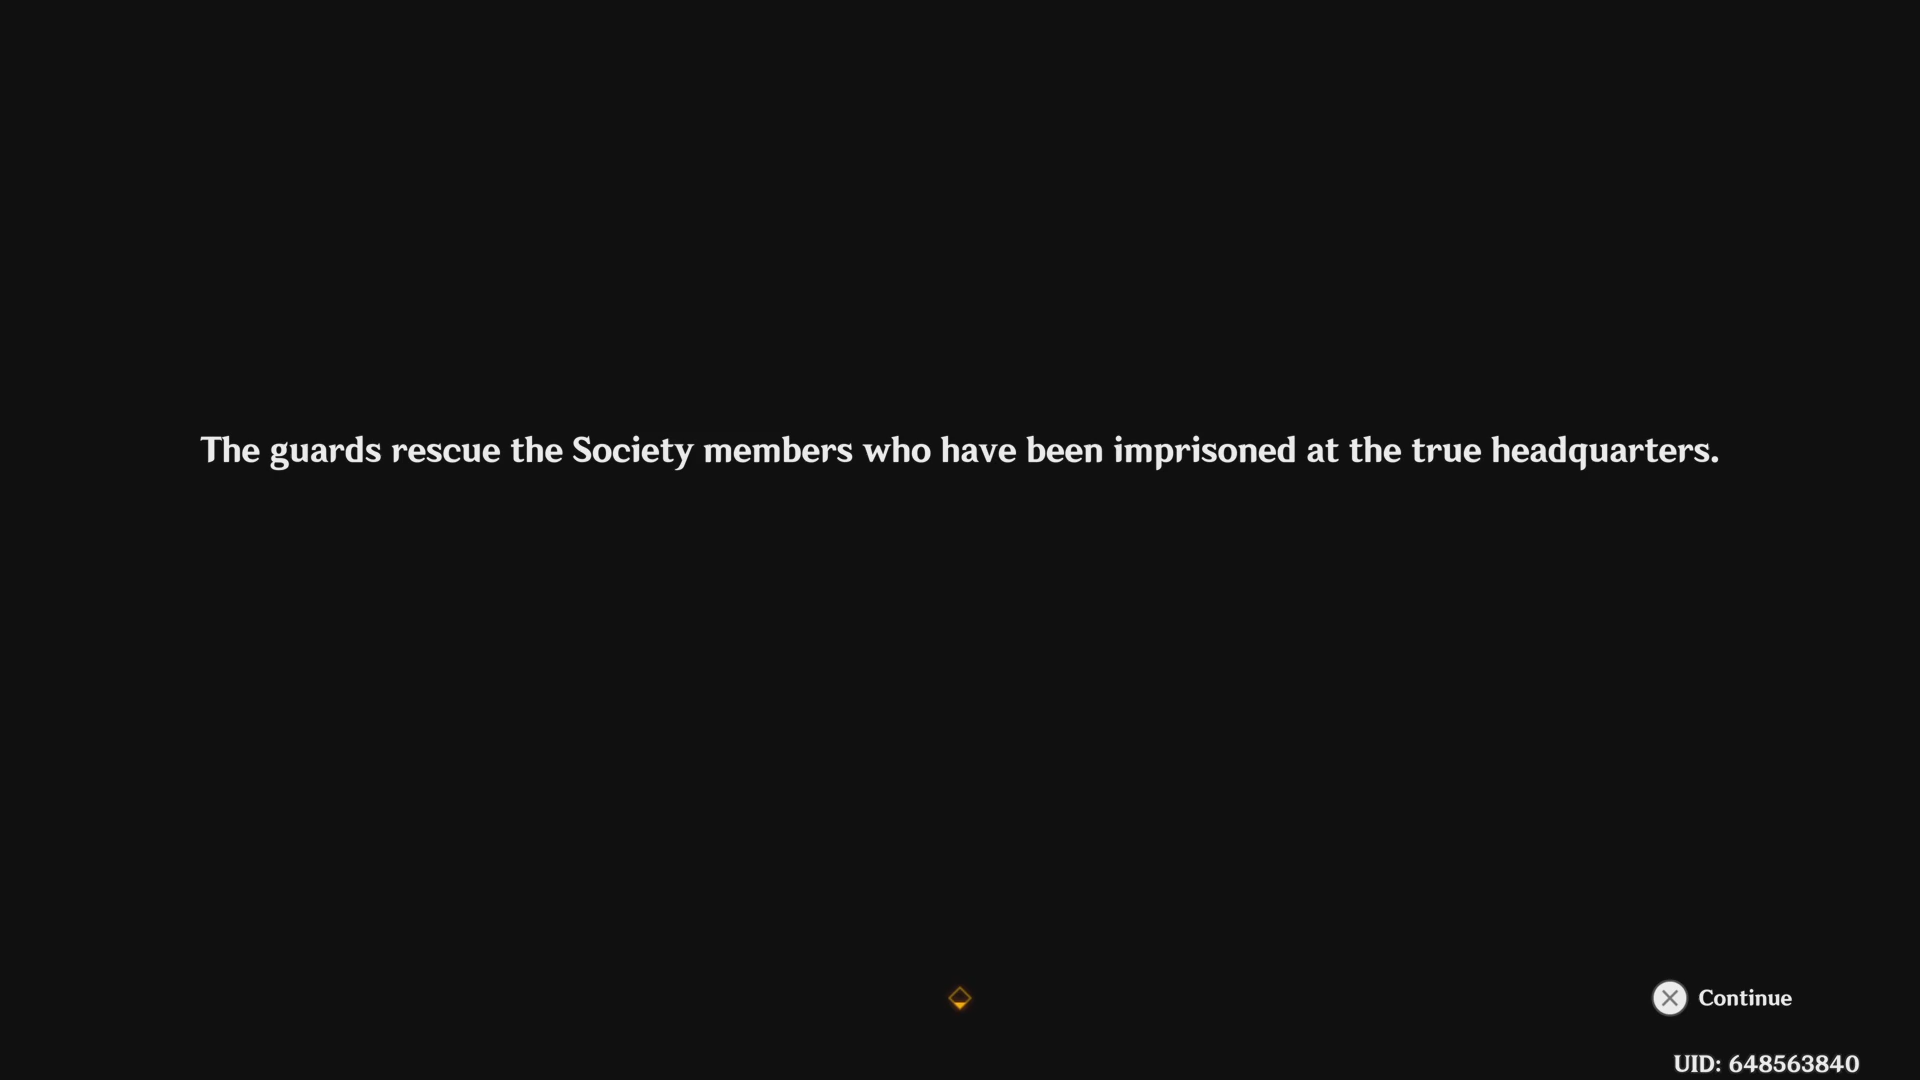 The guards rescue the Society members who have been imprisoned at the true headquarters.
Continue
UID: 648563840